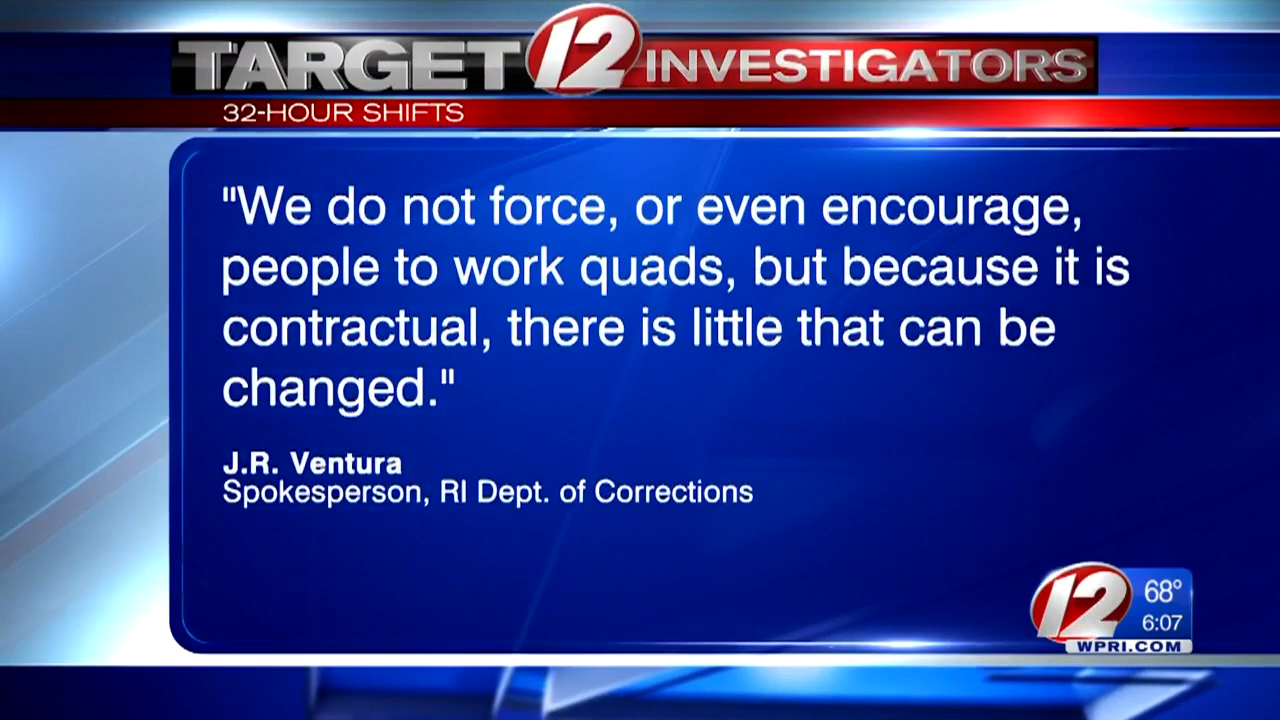 TARGET 12 INVESTIGATORS
32-HOUR SHIFTS
"We do not force, or even encourage,
people to work quads, but because it is
contractual, there is little that can be
changed."
J.R. Ventura
Spokesperson, RI Dept. of Corrections
12
68°
6:07
WPRI.COM